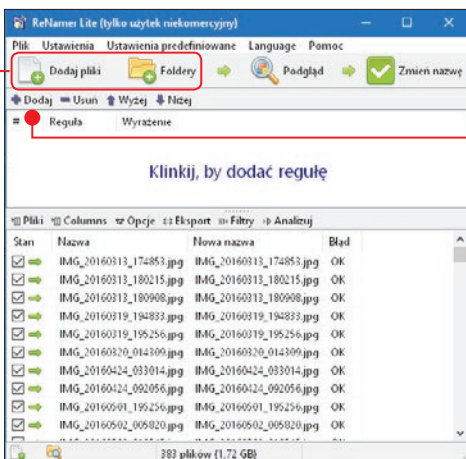 ReNamer Lite (tylko użytek niekomercyjny)
Plik Ustawienia Ustawienia predefiniowane Language Pomoc
Dodaj pliki Foldery Podgląd Zmień nazwę
Dodaj Usuń Wyżej Niżej
# Reguła Wyrażenie
Klinkij, by dodać regułę
Pliki Columns Opcje Eksport Filtry Analizuj
Stan Nazwa Nowa nazwa Błąd
IMG_20160313_174853.jpg IMG_20160313_174853.jpg OK
IMG_20160313_180215.jpg IMG_20160313_180215.jpg OK
IMG_20160313_180908.jpg IMG_20160313_180908.jpg OK
IMG_20160319_194833.jpg IMG_20160319_194833.jpg OK
IMG_20160319_195256.jpg IMG_20160319_195256.jpg OK
IMG_20160320_014309.jpg IMG_20160320_014309.jpg OK
IMG_20160424_033014.jpg IMG_20160424_033014.jpg OK
IMG_20160424_092056.jpg IMG_20160424_092056.jpg OK
IMG_20160501_195256.jpg IMG_20160501_195256.jpg OK
IMG_20160502_005820.jpg IMG_20160502_005820.jpg OK
383 plików (1,72 GB)